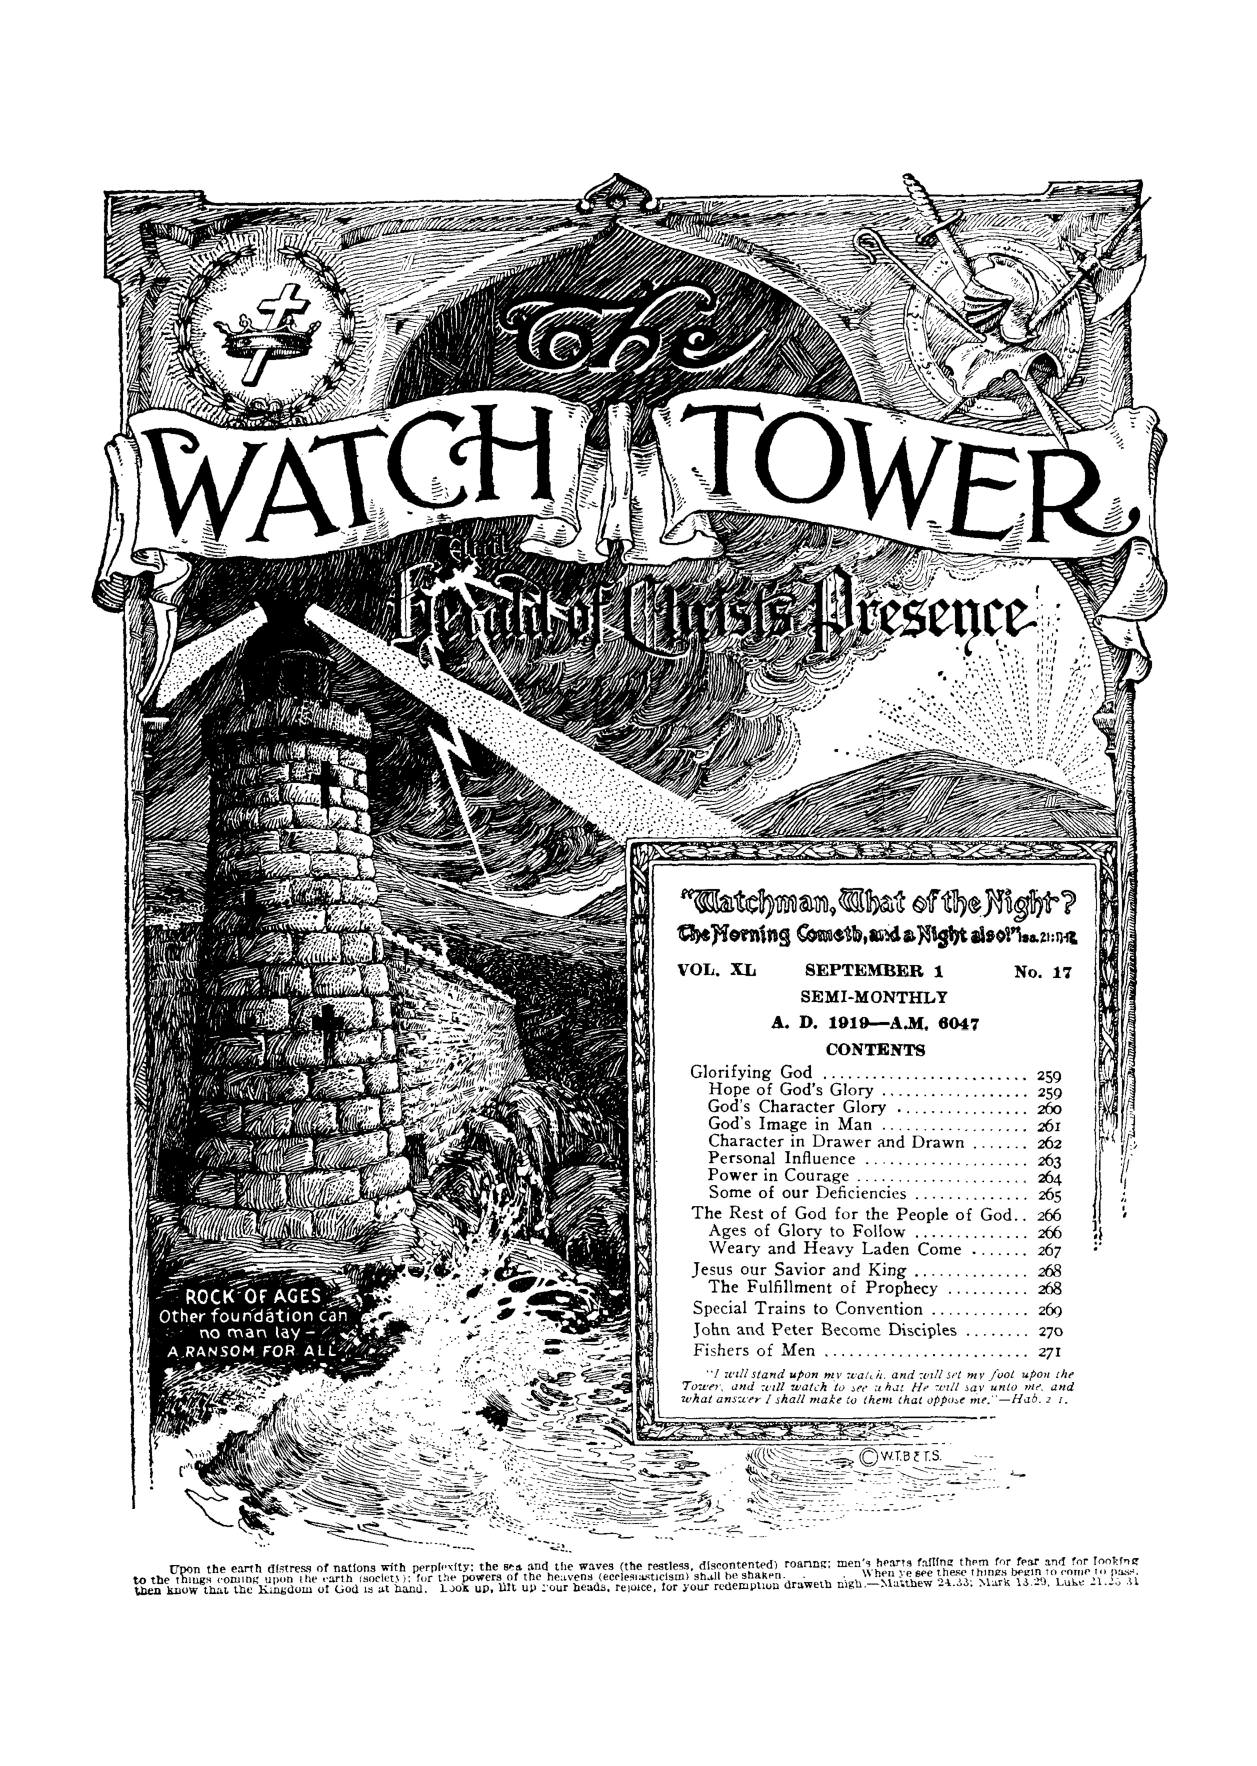 The
WATCH TOWER
And
Herald of Christs Presence
"Watchman, What of the Night?
The Morning Cometh, and a Night also!" Isa. 21:11-12
VOL. XL SEPTEMBER 1 No. 17
SEMI-MONTHLY
A. D. 1919—A.M. 6047
CONTENTS
Glorifying God ........................ 259
Hope of God's Glory .................. 259
God's Character Glory ................ 260
God's Image in Man .................. 261
Character in Drawer and Drawn ....... 262
Personal Influence .................... 263
Power in Courage ..................... 264
Some of our Deficiencies .............. 265
The Rest of God for the People of God.. 266
Ages of Glory to Follow .............. 266
Weary and Heavy Laden Come ....... 267
Jesus our Savior and King .............. 268
The Fulfillment of Prophecy .......... 268
Special Trains to Convention ............ 269
John and Peter Become Disciples ........ 270
Fishers of Men ........................ 271
"I will stand upon my watch, and will set my foot upon the
Tower, and will watch to see what He will say unto me, and
what answer I shall make to them that oppose me."—Hab. 2 1.
ROCK OF AGES
Other foundation can
no man lay —
A RANSOM FOR ALL
©W.T.B & T.S.
Upon the earth distress of nations with perplexity; the sea and the waves (the restless, discontented) roaring; men's hearts failing them for fear and for looking
to the things coming upon the earth (society); for the powers of the heavens (ecclesiasticism) shall be shaken. . . . When ye see these things begin to come to pass,
then know that the Kingdom of God is at hand. Look up, lift up your heads, rejoice, for your redemption draweth nigh.—Matthew 24.33; Mark 13.29, Luke 21.25 31